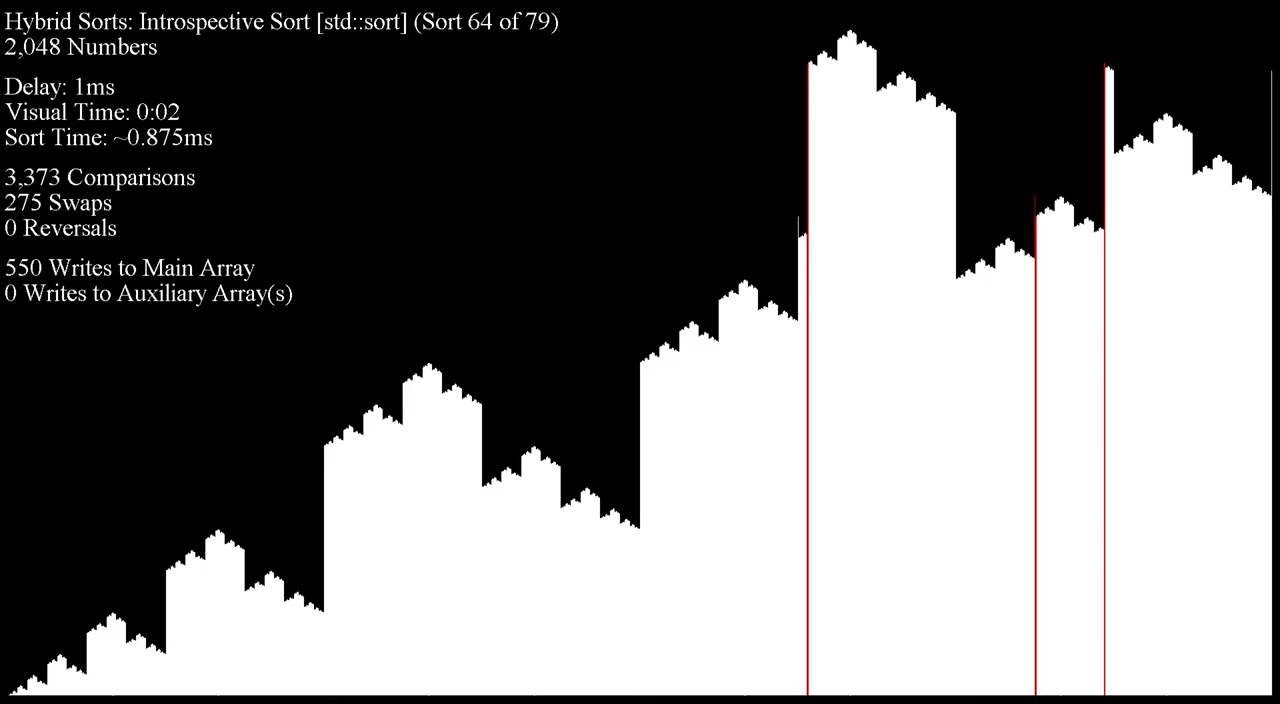 Hybrid Sorts: Introspective Sort [std::sort] (Sort 64 of 79)
2,048 Numbers
Delay: 1ms
Visual Time: 0:02
Sort Time: ~0.875ms
3,373 Comparisons
275 Swaps
0 Reversals
550 Writes to Main Array
0 Writes to Auxiliary Array(s)